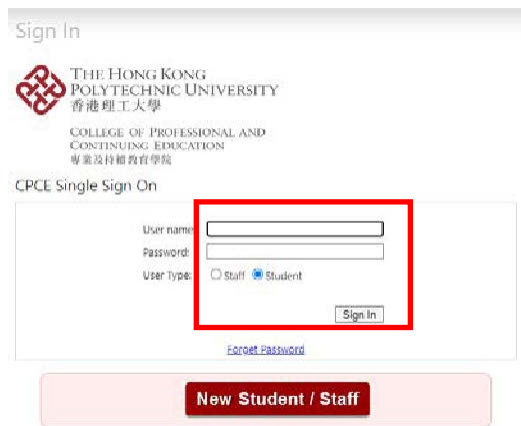 Sign In
THE HONG KONG
POLYTECHNIC UNIVERSITY
香港理工大學
COLLEGE OF PROFESSIONAL AND
CONTINUING EDUCATION
專業及持續教育學院
CPCE Single Sign On
User name
Password:
User Type: Staff Student
Sign In
Forget Password
New Student / Staff